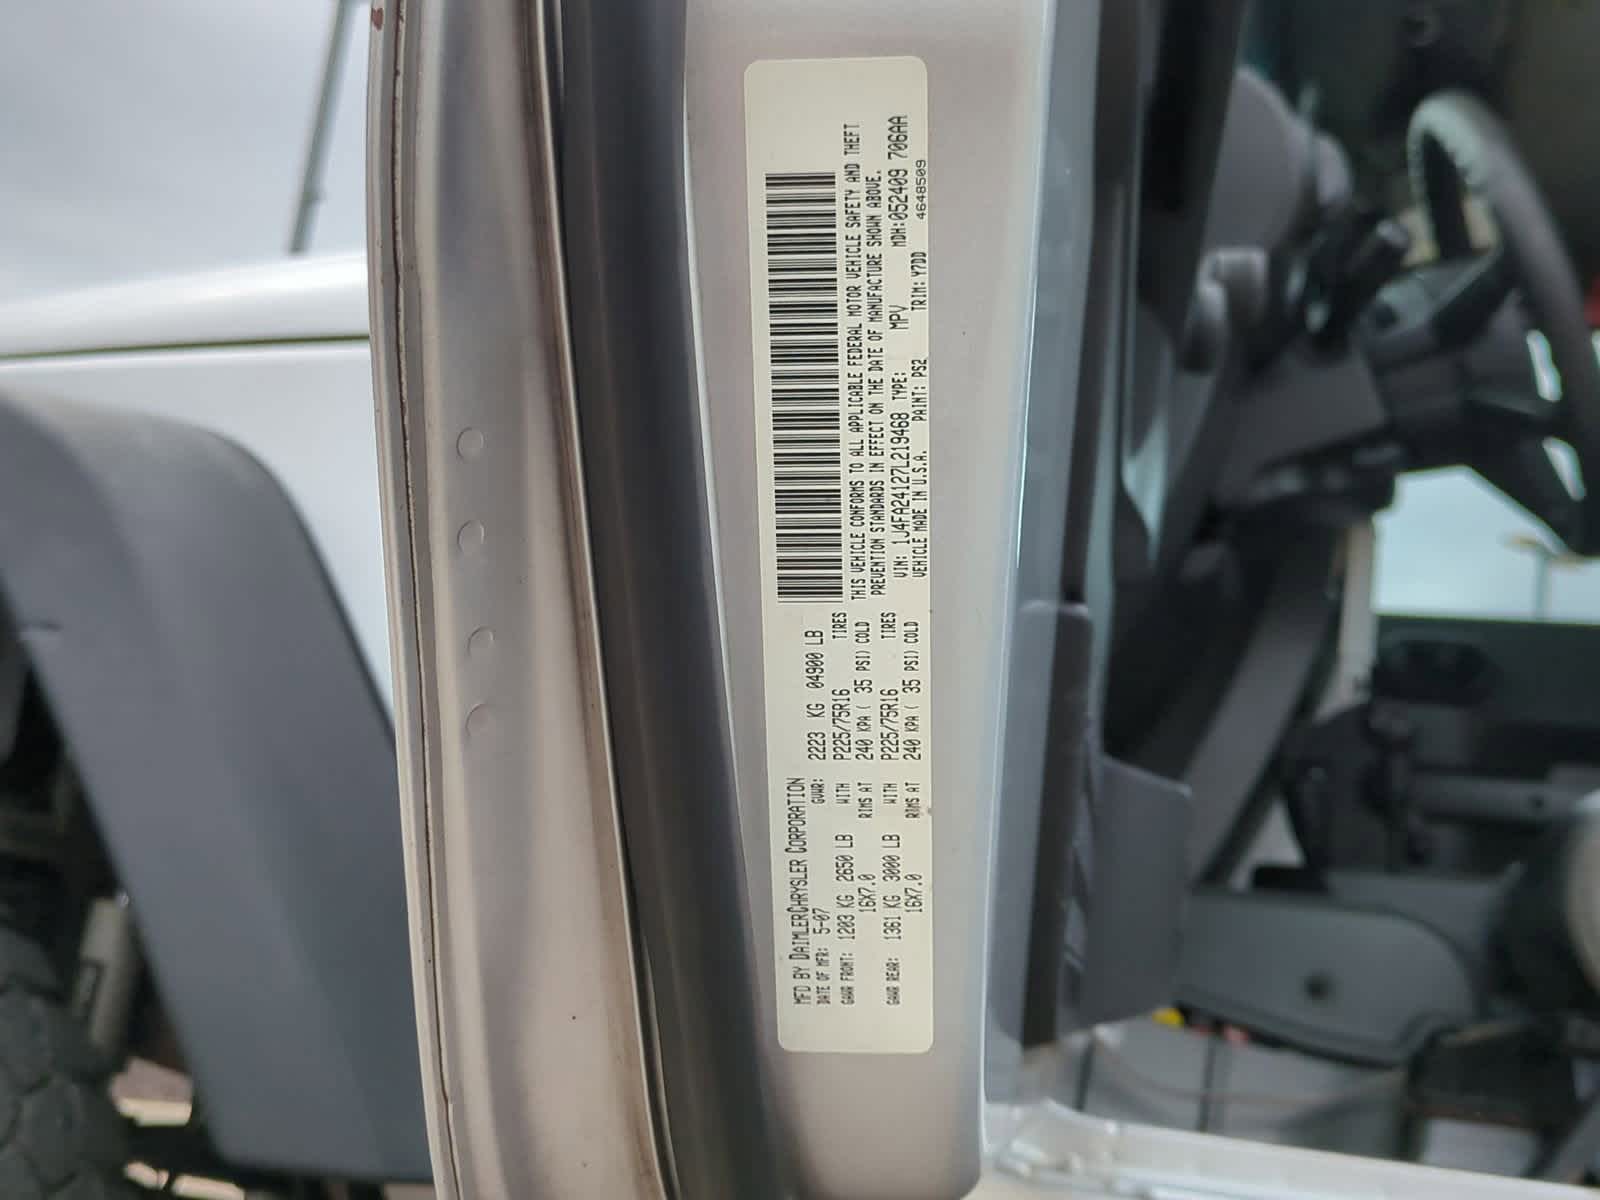 MFD BY DAIMLERCHRYSLER CORPORATION
DATE OF MFR: 5-07 GVWR: 2223 KG 04900 LB
GAWR FRONT: 1203 KG 2650 LB WITH P225/75R16 TIRES
16X7.0 RIMS AT 240 KPA ( 35 PSI) COLD
GAWR REAR: 1361 KG 3000 LB WITH P225/75R16 TIRES
16X7.0 RIMS AT 240 KPA ( 35 PSI) COLD
THIS VEHICLE CONFORMS TO ALL APPLICABLE FEDERAL MOTOR VEHICLE SAFETY AND THEFT
PREVENTION STANDARDS IN EFFECT ON THE DATE OF MANUFACTURE SHOWN ABOVE.
VIN: 1J4FA24127L219468 TYPE: MPV MDH:052409 706AA
VEHICLE MADE IN U.S.A. PAINT: PS2 TRIM: Y7DD 4648509